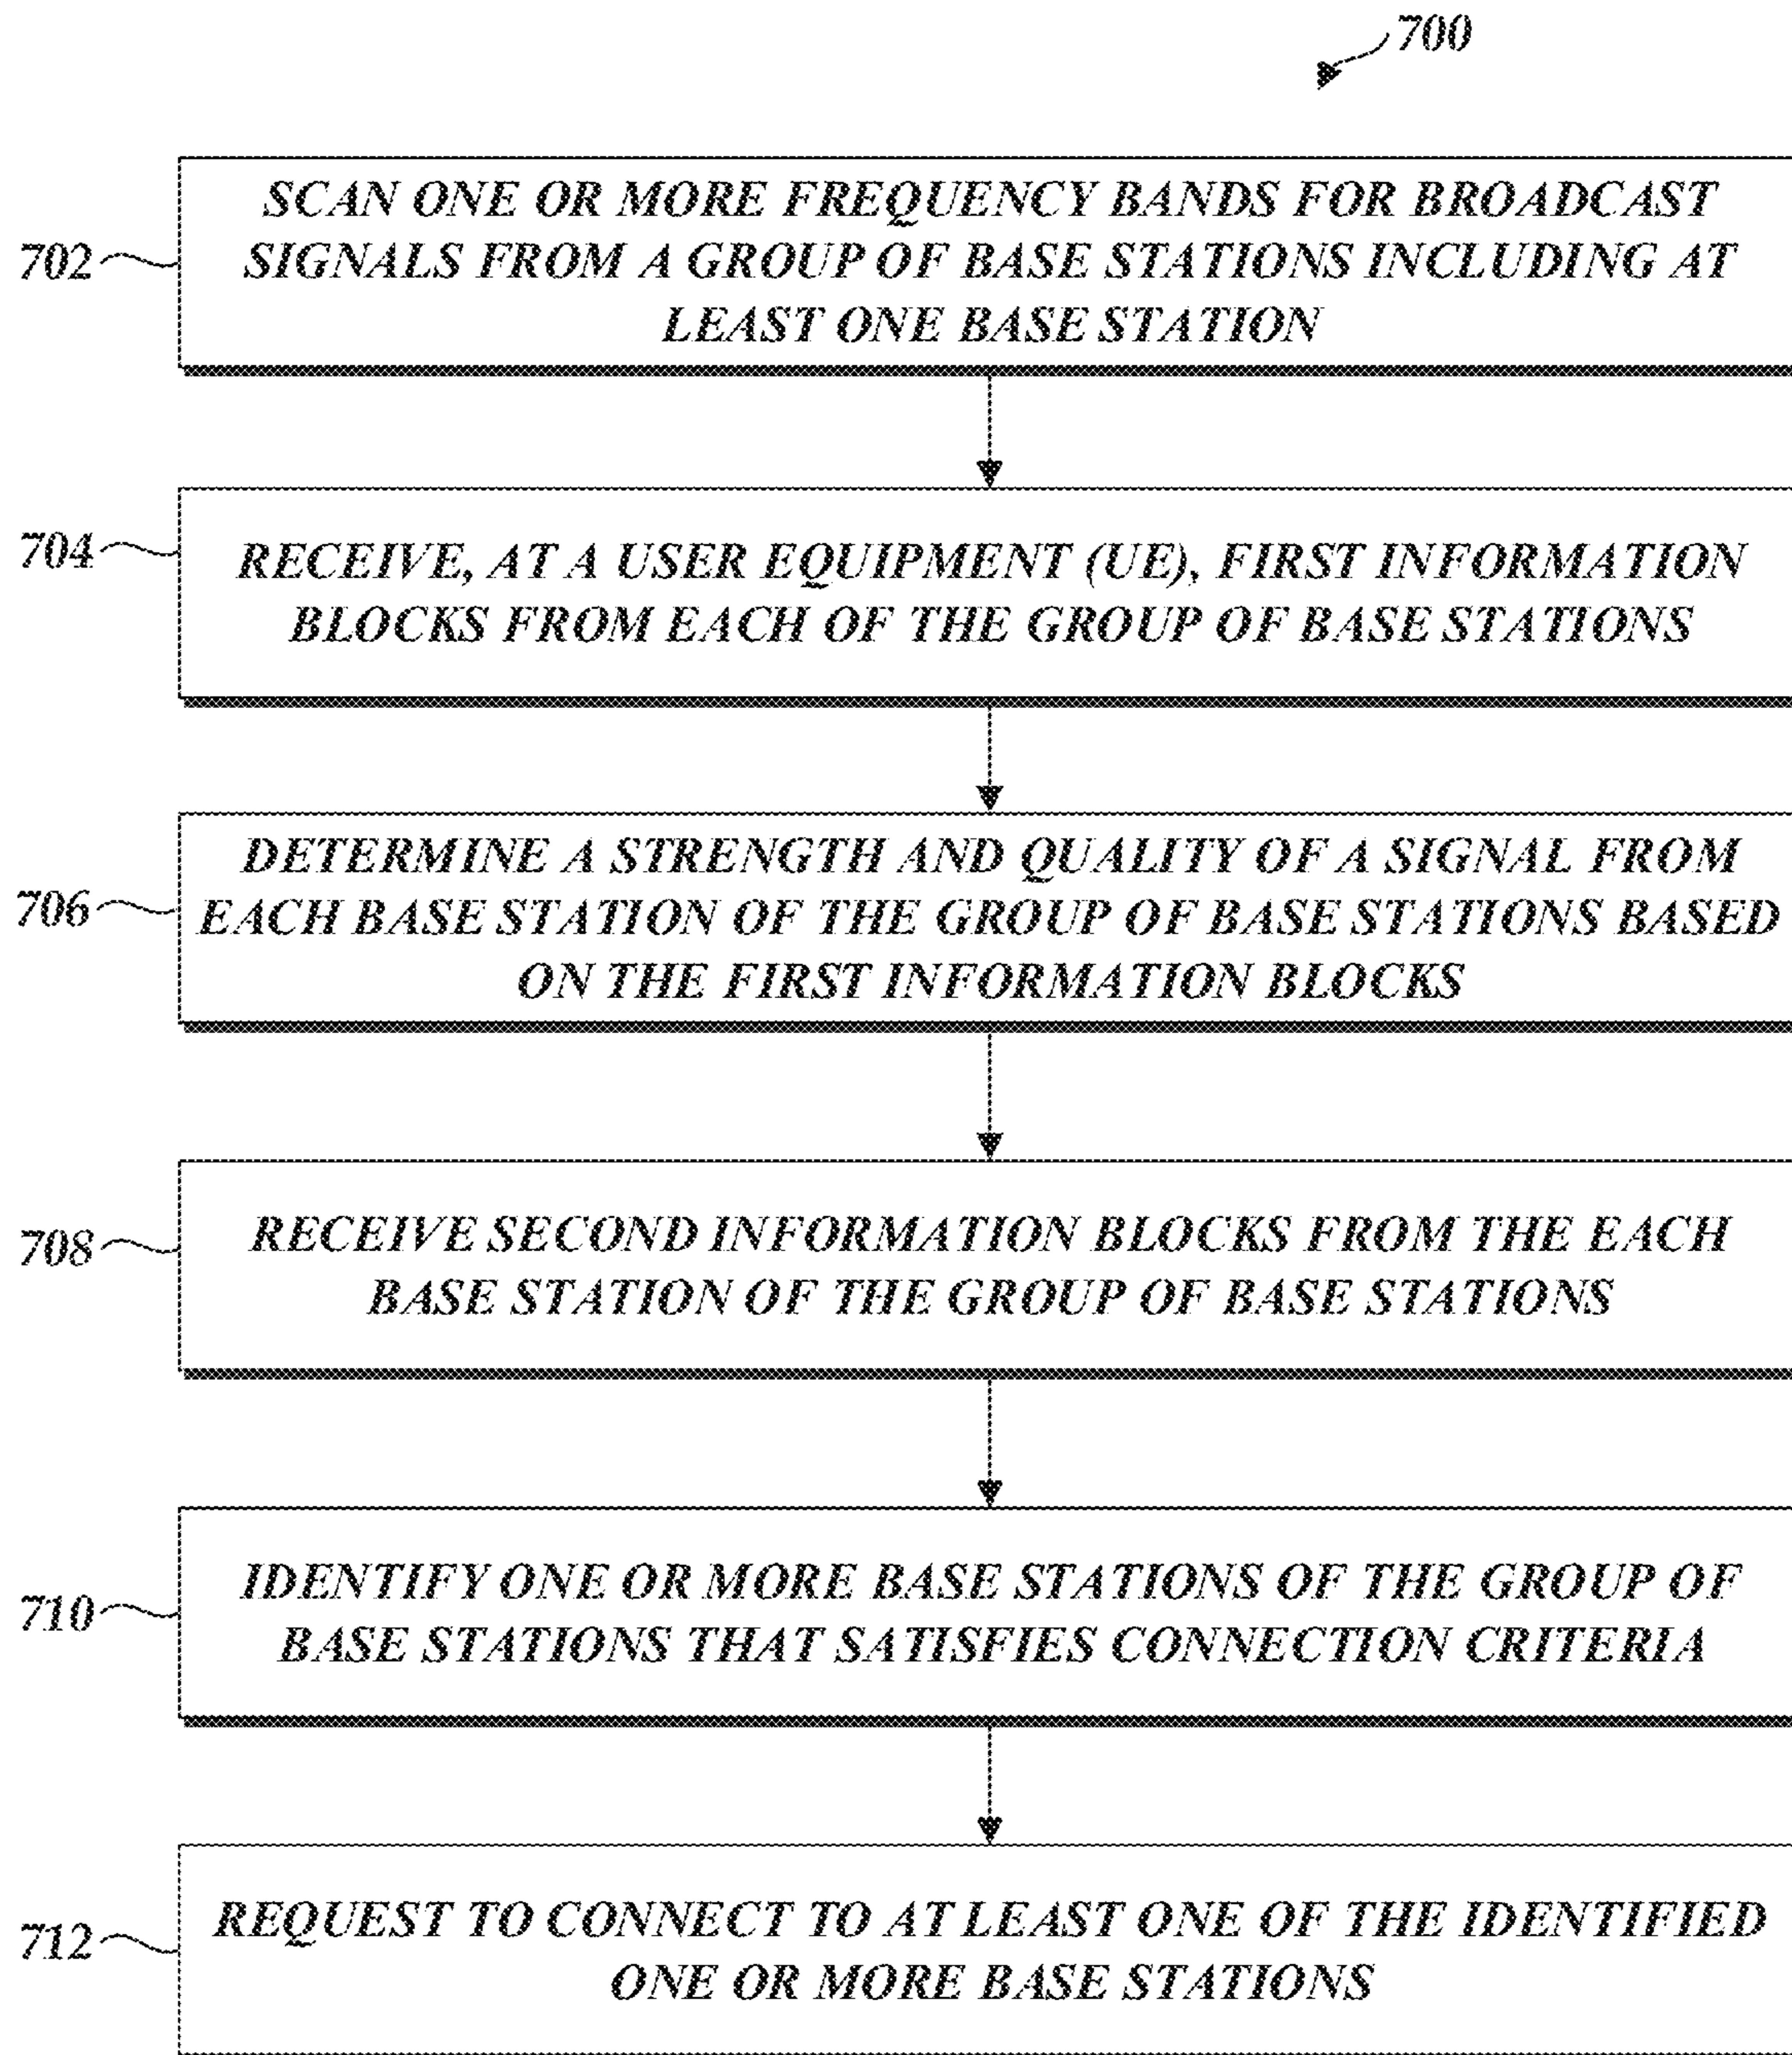 700
SCAN ONE OR MORE FREQUENCY BANDS FOR BROADCAST
702
SIGNALS FROM A GROUP OF BASE STATIONS INCLUDING AT
LEAST ONE BASE STATION
704
RECEIVE, AT A USER EQUIPMENT (UE), FIRST INFORMATION
BLOCKS FROM EACH OF THE GROUP OF BASE STATIONS
DETERMINE A STRENGTH AND QUALITY OF A SIGNAL FROM
706
EACH BASE STATION OF THE GROUP OF BASE STATIONS BASED
ON THE FIRST INFORMATION BLOCKS
708
RECEIVE SECOND INFORMATION BLOCKS FROM THE EACH
BASE STATION OF THE GROUP OF BASE STATIONS
710
IDENTIFY ONE OR MORE BASE STATIONS OF THE GROUP OF
BASE STATIONS THAT SATISFIES CONNECTION CRITERIA
712
REQUEST TO CONNECT TO AT LEAST ONE OF THE IDENTIFIED
ONE OR MORE BASE STATIONS